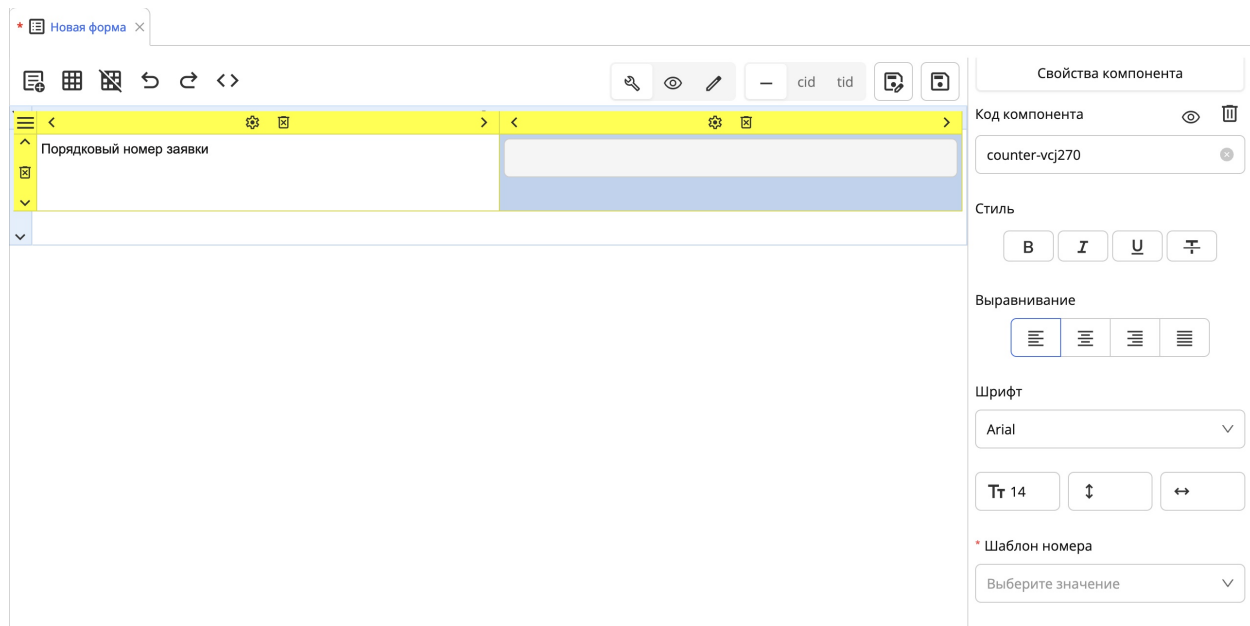 * Новая форма
cid tid
Свойства компонента
Код компонента
Порядковый номер заявки
counter-vcj270
Стиль
B I U T
Выравнивание
Шрифт
Arial
Тт 14
* Шаблон номера
Выберите значение